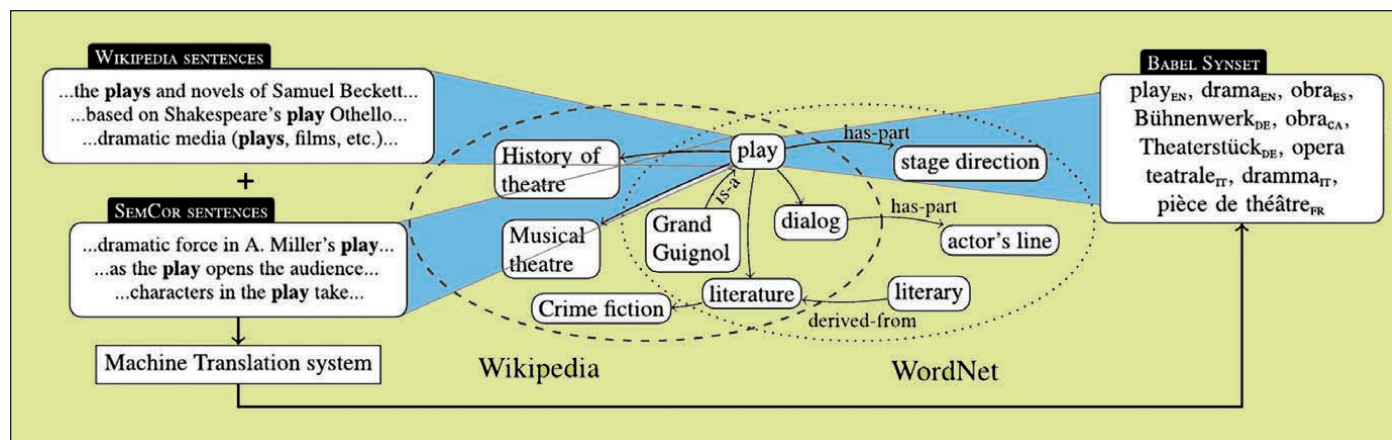 WIKIPEDIA SENTENCES
...the plays and novels of Samuel Beckett...
...based on Shakespeare's play Othello...
...dramatic media (plays, films, etc.)...
+
SEMCOR SENTENCES
...dramatic force in A. Miller's play...
...as the play opens the audience...
...characters in the play take...
Machine Translation system
History of
theatre
Musical
theatre
Crime fiction
play
is-a
Grand
Guignol
dialog
literature
has-part
stage direction
has-part
actor's line
literary
derived-from
Wikipedia
WordNet
BABEL SYNSET
playEN, dramaEN, obraES,
BühnenwerkDE, obraCA,
TheaterstückDE, opera
teatraleIT, drammaIT,
pièce de théâtreFR